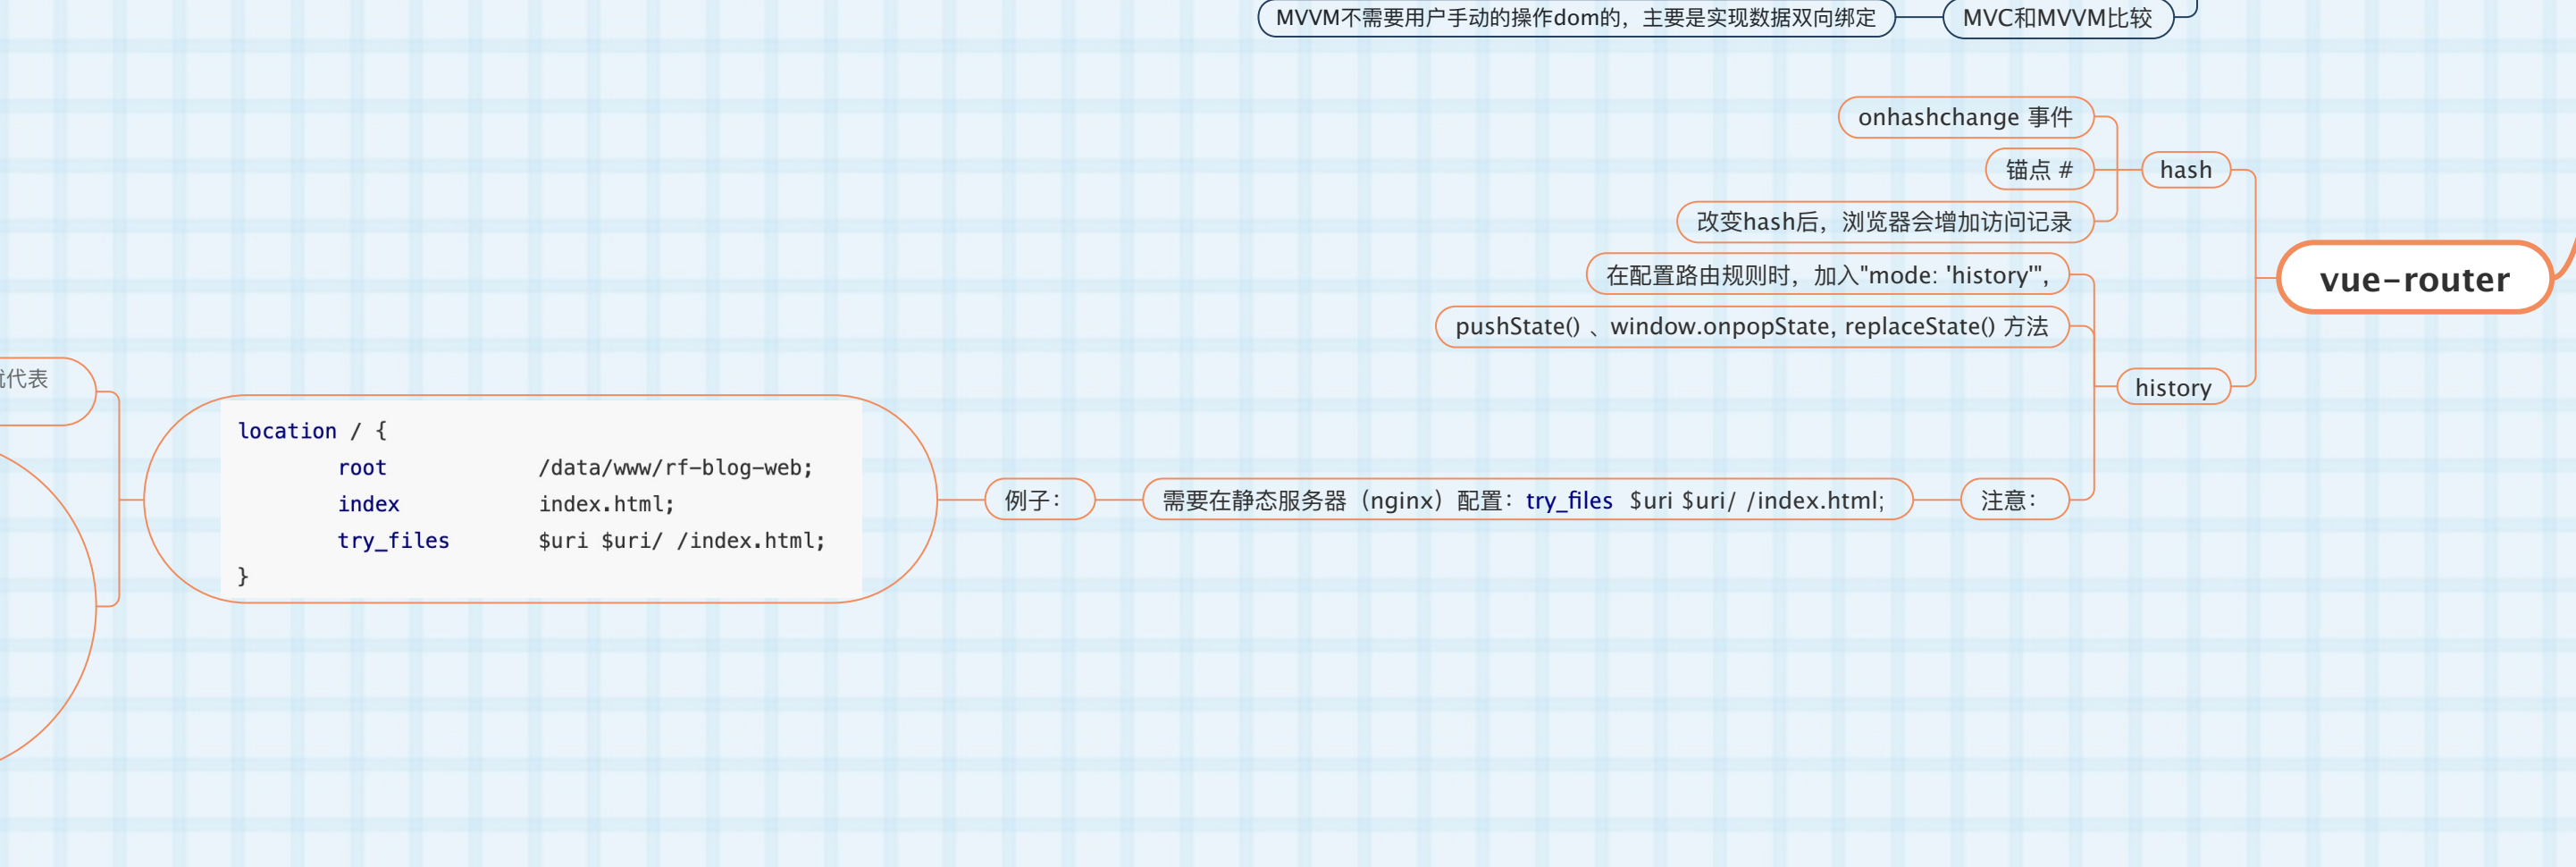 MVVM不需要用户手动的操作dom的，主要是实现数据双向绑定
MVC和MVVM比较
vue-router
hash
onhashchange 事件
锚点 #
改变hash后，浏览器会增加访问记录
history
在配置路由规则时，加入"mode: 'history'",
pushState() 、window.onpopState, replaceState() 方法
注意：
需要在静态服务器（nginx）配置：try_files $uri $uri/ /index.html;
例子：
location / {
root /data/www/rf-blog-web;
index index.html;
try_files $uri $uri/ /index.html;
}
代表